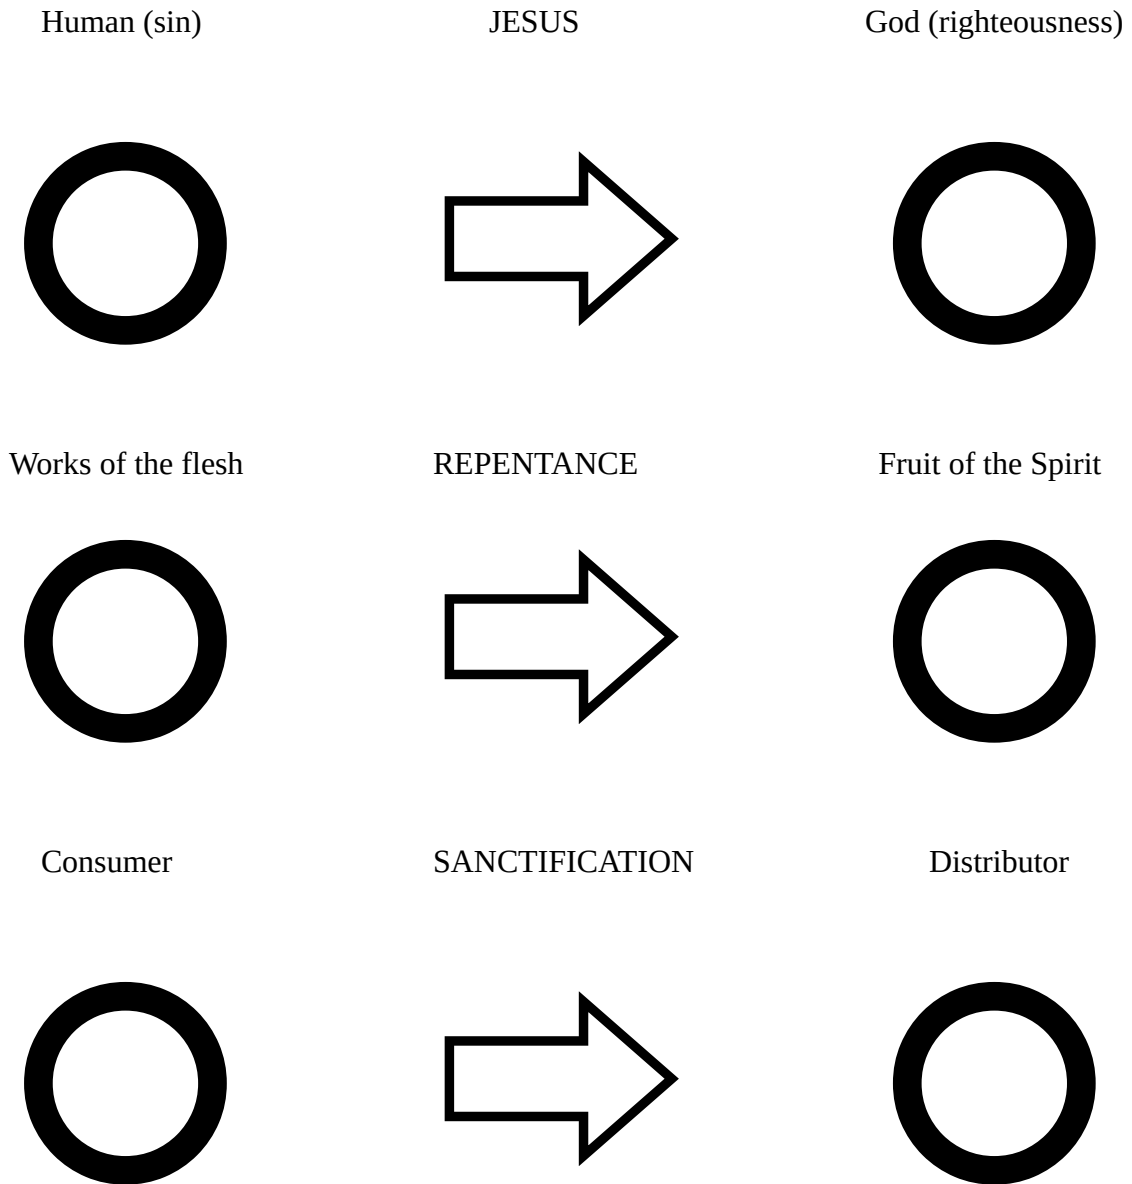 Human (sin) JESUS God (righteousness)
Works of the flesh REPENTANCE Fruit of the Spirit
Consumer SANCTIFICATION Distributor